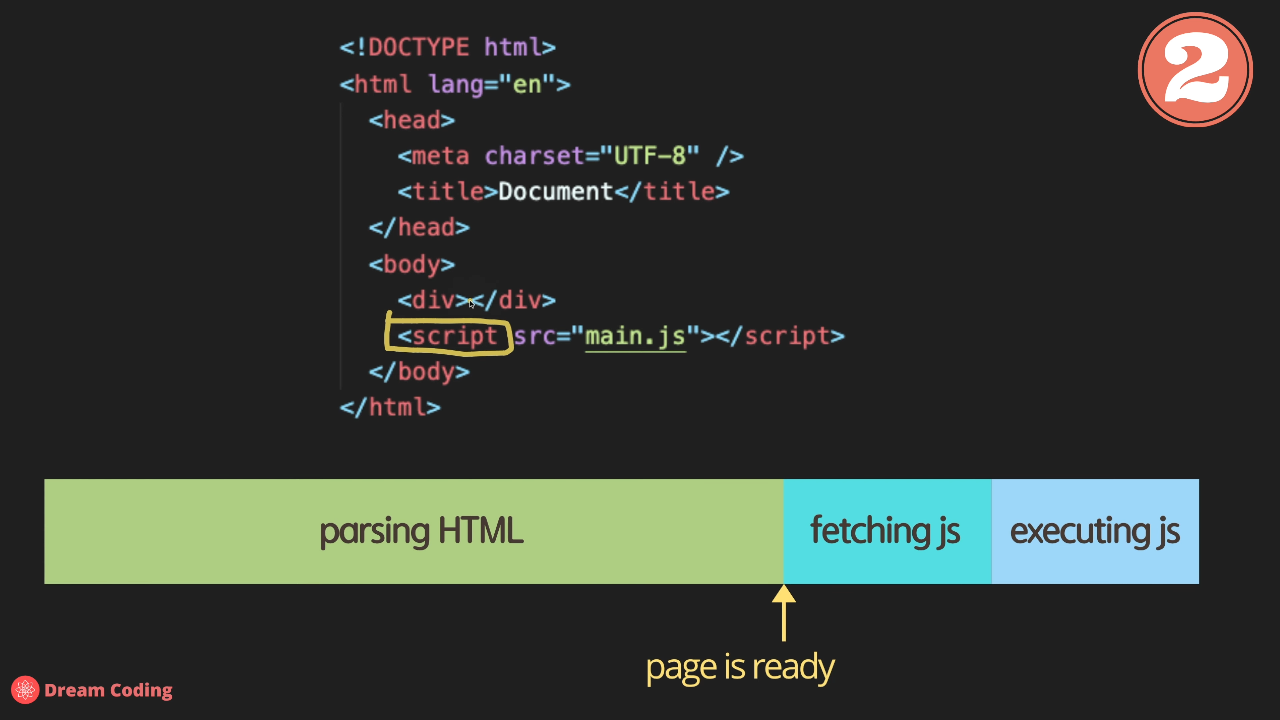 2
<!DOCTYPE html>
<html lang="en">
<head>
<meta charset="UTF-8" />
<title>Document</title>
</head>
<body>
<div></div>
<script src="main.js"></script>
</body>
</html>
parsing HTML
fetching js
executing js
page is ready
Dream Coding